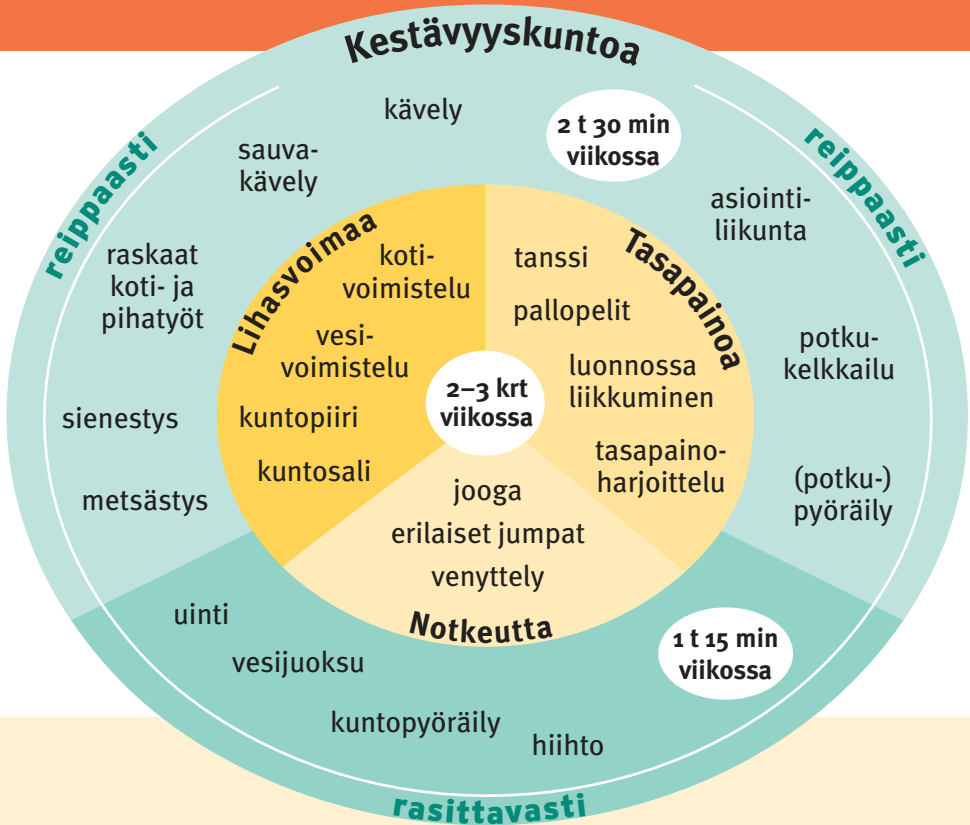 Kestävyyskuntoa
reippaasti
reippaasti
kävely
2 t 30 min
viikossa
sauva-
kävely
asiointi-
liikunta
raskaat
koti- ja
pihatyöt
potku-
kelkkailu
sienestys
metsästys
(potku-)
pyöräily
Lihasvoimaa
koti-
voimistelu
vesi-
voimistelu
kuntopiiri
kuntosali
Tasapainoa
tanssi
pallopelit
luonnossa
liikkuminen
tasapaino-
harjoittelu
2–3 krt
viikossa
jooga
erilaiset jumpat
venyttely
Notkeutta
uinti
vesijuoksu
kuntopyöräily
hiihto
1 t 15 min
viikossa
rasittavasti